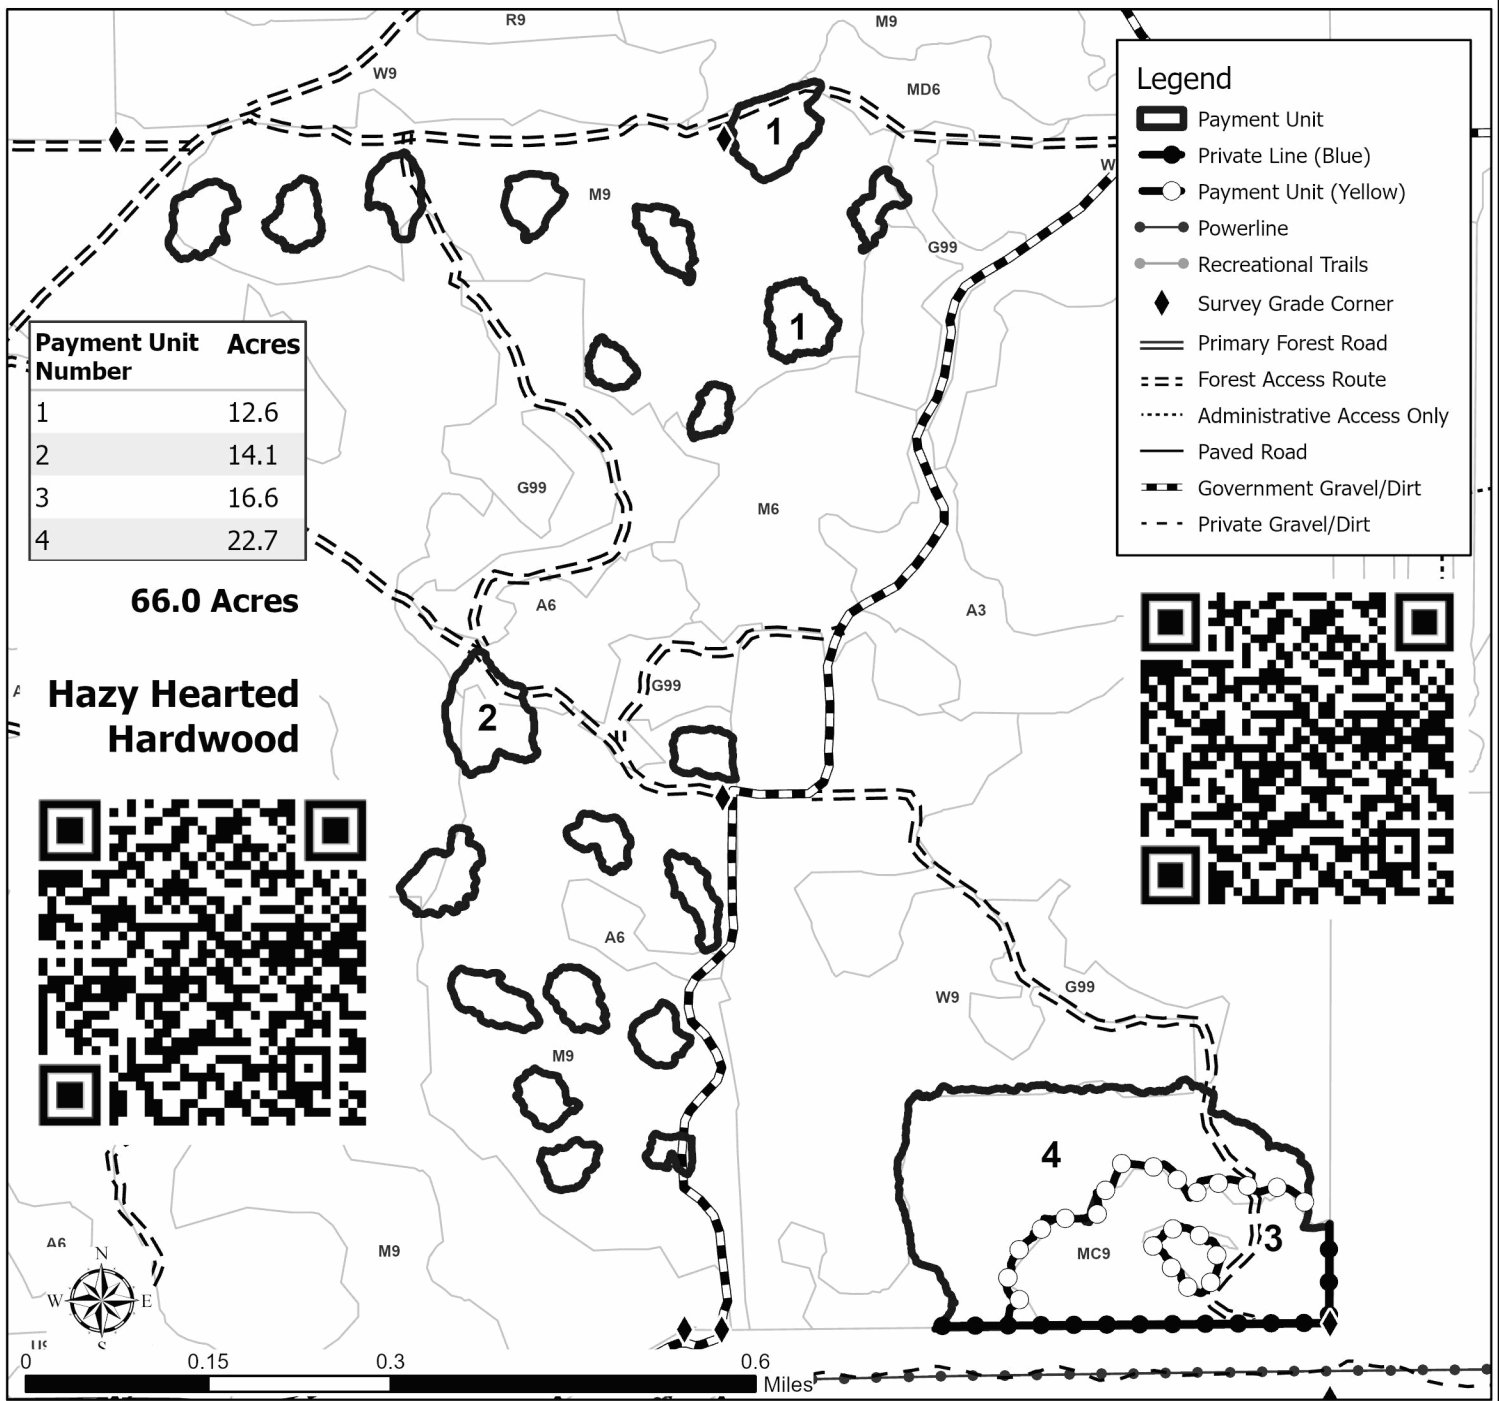 R9
M9
W9
MD6
1
M9
G99
1
Legend
Payment Unit
Private Line (Blue)
Payment Unit (Yellow)
Powerline
Recreational Trails
Survey Grade Corner
Primary Forest Road
Forest Access Route
Administrative Access Only
Paved Road
Government Gravel/Dirt
Private Gravel/Dirt
Payment Unit Number Acres
1 12.6
2 14.1
3 16.6
4 22.7
66.0 Acres
Hazy Hearted
Hardwood
G99
M6
A6
A3
G99
2
A6
W9
G99
M9
4
3
MC9
A6
M9
N
W E
S
0 0.15 0.3 0.6 Miles